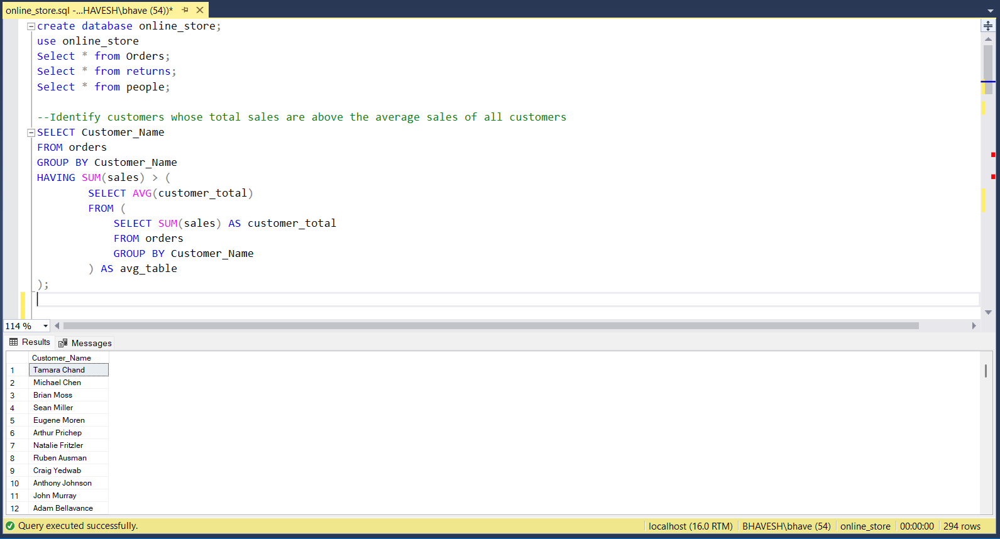 online_store.sql -...HAVESH\bhave (54))*
create database online_store;
use online_store
Select * from Orders;
Select * from returns;
Select * from people;
--Identify customers whose total sales are above the average sales of all customers
SELECT Customer_Name
FROM orders
GROUP BY Customer_Name
HAVING SUM(sales) > (
SELECT AVG(customer_total)
FROM (
SELECT SUM(sales) AS customer_total
FROM orders
GROUP BY Customer_Name
) AS avg_table
);
114 %
Results Messages
Customer_Name
1 Tamara Chand
2 Michael Chen
3 Brian Moss
4 Sean Miller
5 Eugene Moren
6 Arthur Prichep
7 Natalie Fritzler
8 Ruben Ausman
9 Craig Yedwab
10 Anthony Johnson
11 John Murray
12 Adam Bellavance
Query executed successfully. localhost (16.0 RTM) BHAVESH\bhave (54) online_store 00:00:00 294 rows